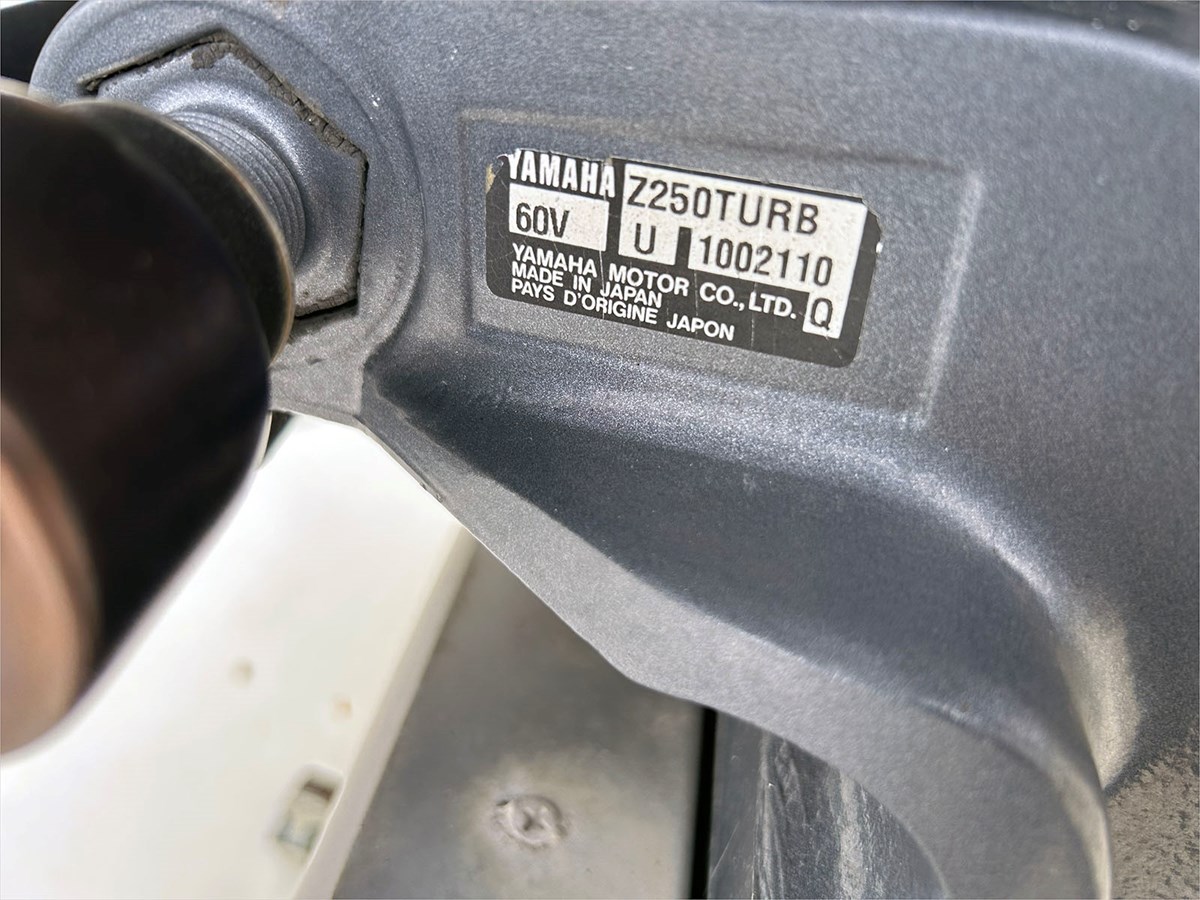 YAMAHA Z250TURB
60V U 1002110
YAMAHA MOTOR CO., LTD.
MADE IN JAPAN
PAYS D'ORIGINE JAPON Q